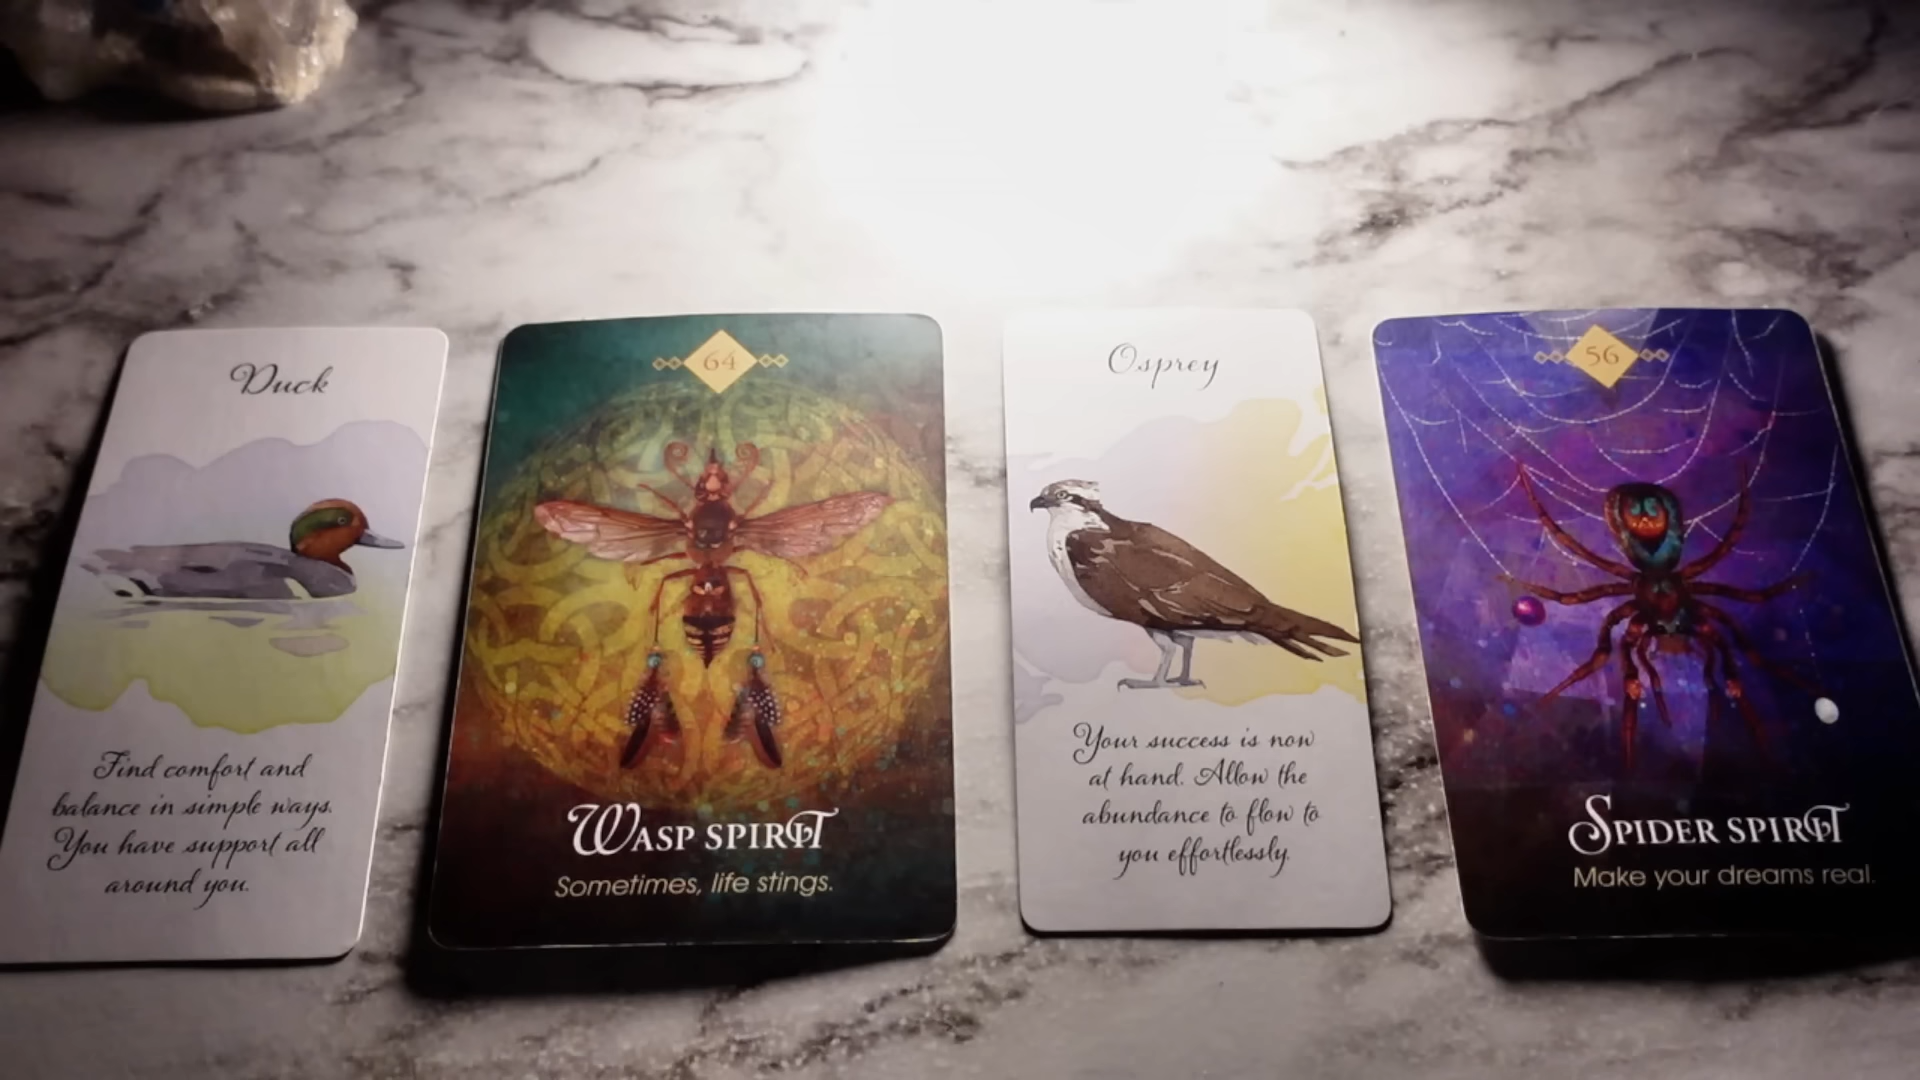 Duck
Find comfort and
balance in simple ways.
You have support all
around you.
64
WASP SPIRIT
Sometimes, life stings.
Osprey
Your success is now
at hand. Allow the
abundance to flow to
you effortlessly.
56
SPIDER SPIRIT
Make your dreams real.